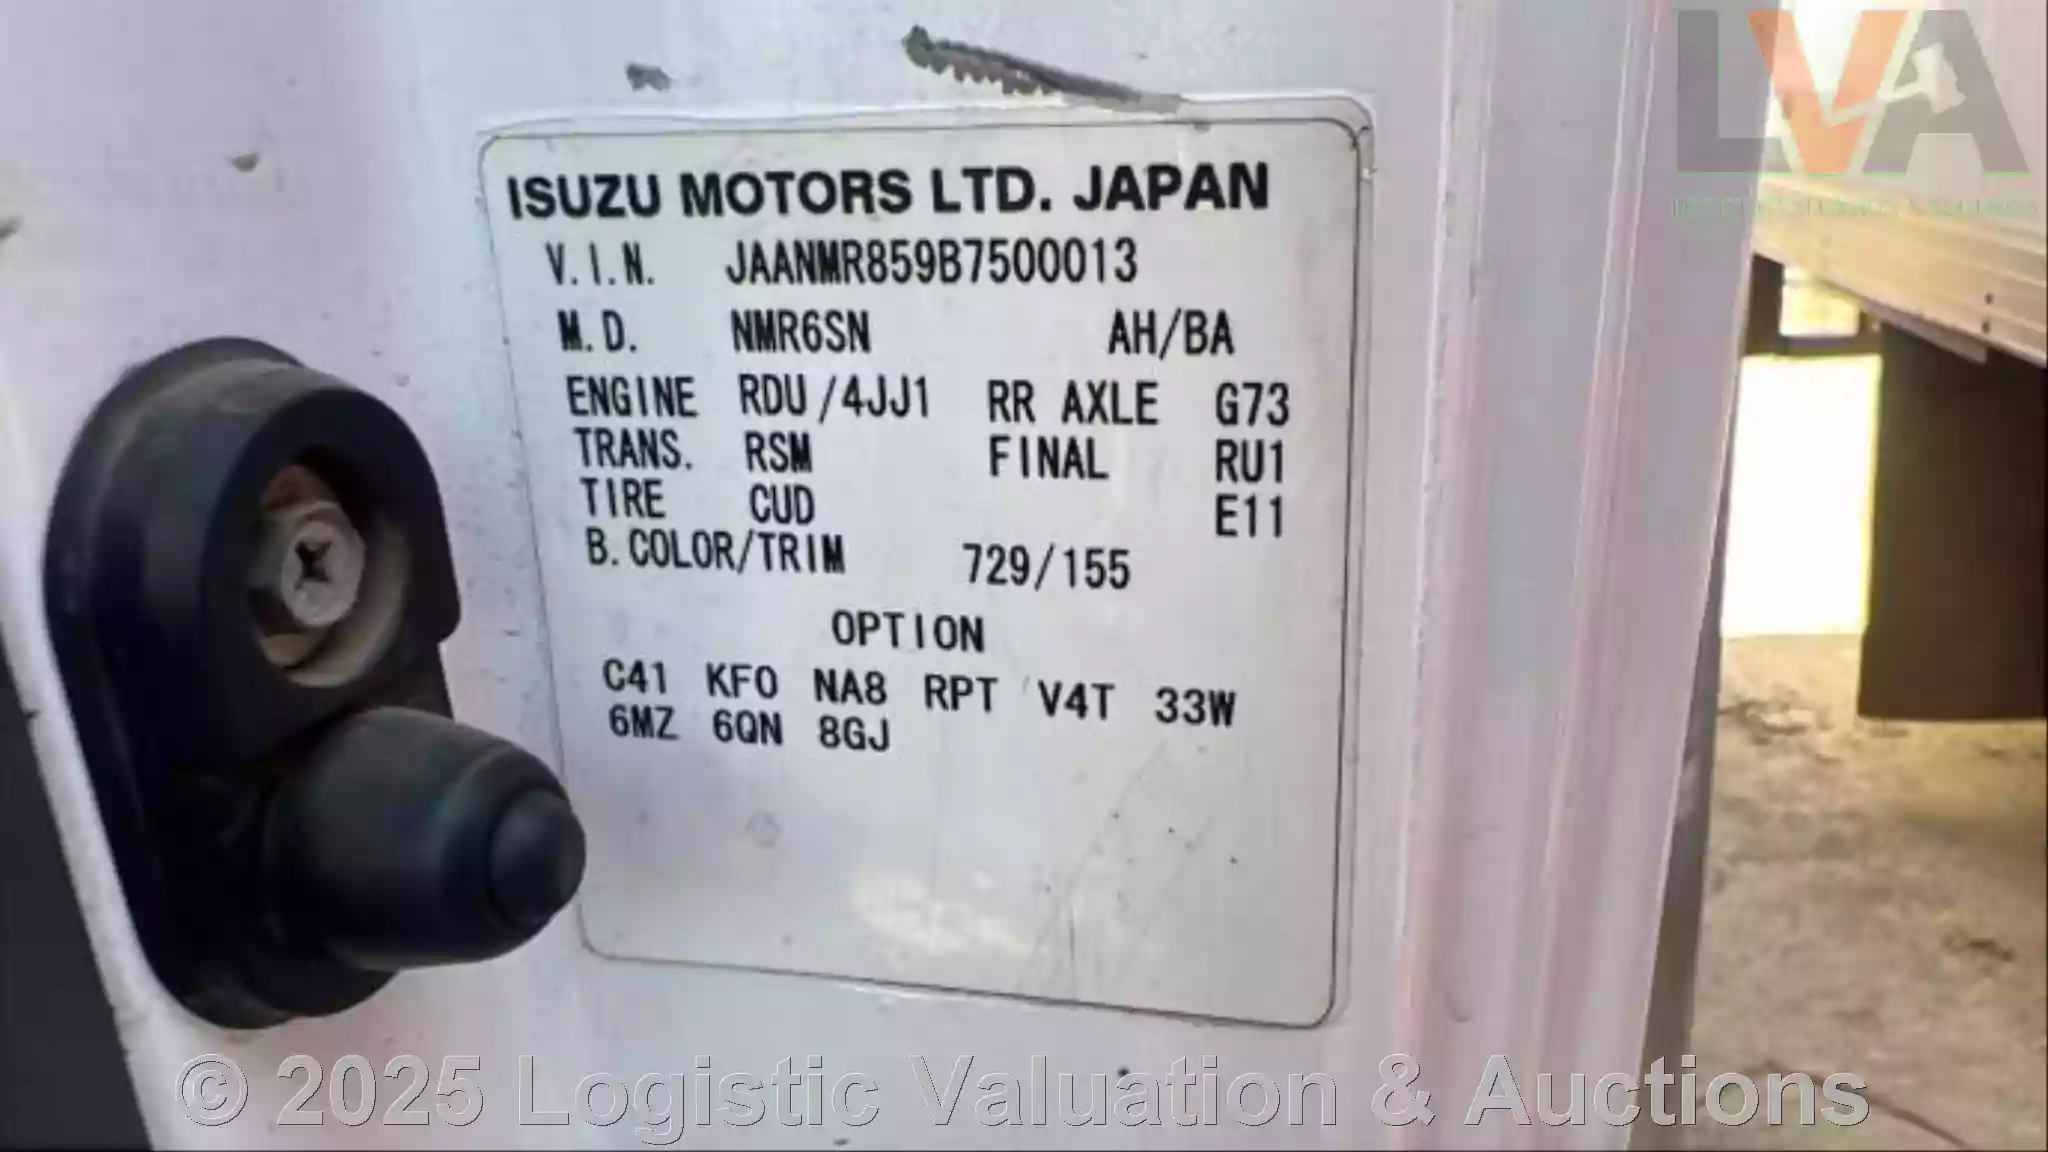 LVA
ISUZU MOTORS LTD. JAPAN
V.I.N. JAANMR859B7500013
M.D. NMR6SN AH/BA
ENGINE RDU/4JJ1 RR AXLE G73
TRANS. RSM FINAL RU1
TIRE CUD E11
B.COLOR/TRIM 729/155
OPTION
C41 KF0 NA8 RPT V4T 33W
6MZ 6QN 8GJ
© 2025 Logistic Valuation & Auctions